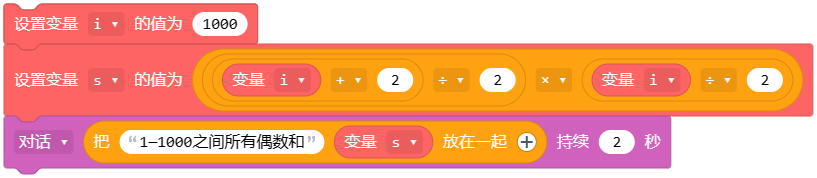 设置变量 i ▾ 的值为 1000
设置变量 s ▾ 的值为 变量 i ▾ + ▾ 2 ÷ ▾ 2 × ▾ 变量 i ▾ ÷ ▾ 2
对话 ▾ 把 “1—1000之间所有偶数和” 变量 s ▾ 放在一起 + 持续 2 秒